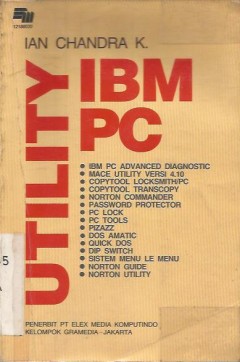 IAN CHANDRA K.
UTILITY
IBM
PC
• IBM PC ADVANCED DIAGNOSTIC
• MACE UTILITY VERSI 4.10
• COPYTOOL LOCKSMITH/PC
• COPYTOOL TRANSCOPY
• NORTON COMMANDER
• PASSWORD PROTECTOR
• PC LOCK
• PC TOOLS
• PIZAZZ
• DOS AMATIC
• QUICK DOS
• DIP SWITCH
• SISTEM MENU LE MENU
• NORTON GUIDE
• NORTON UTILITY
5
PENERBIT PT ELEX MEDIA KOMPUTINDO
KELOMPOK GRAMEDIA - JAKARTA